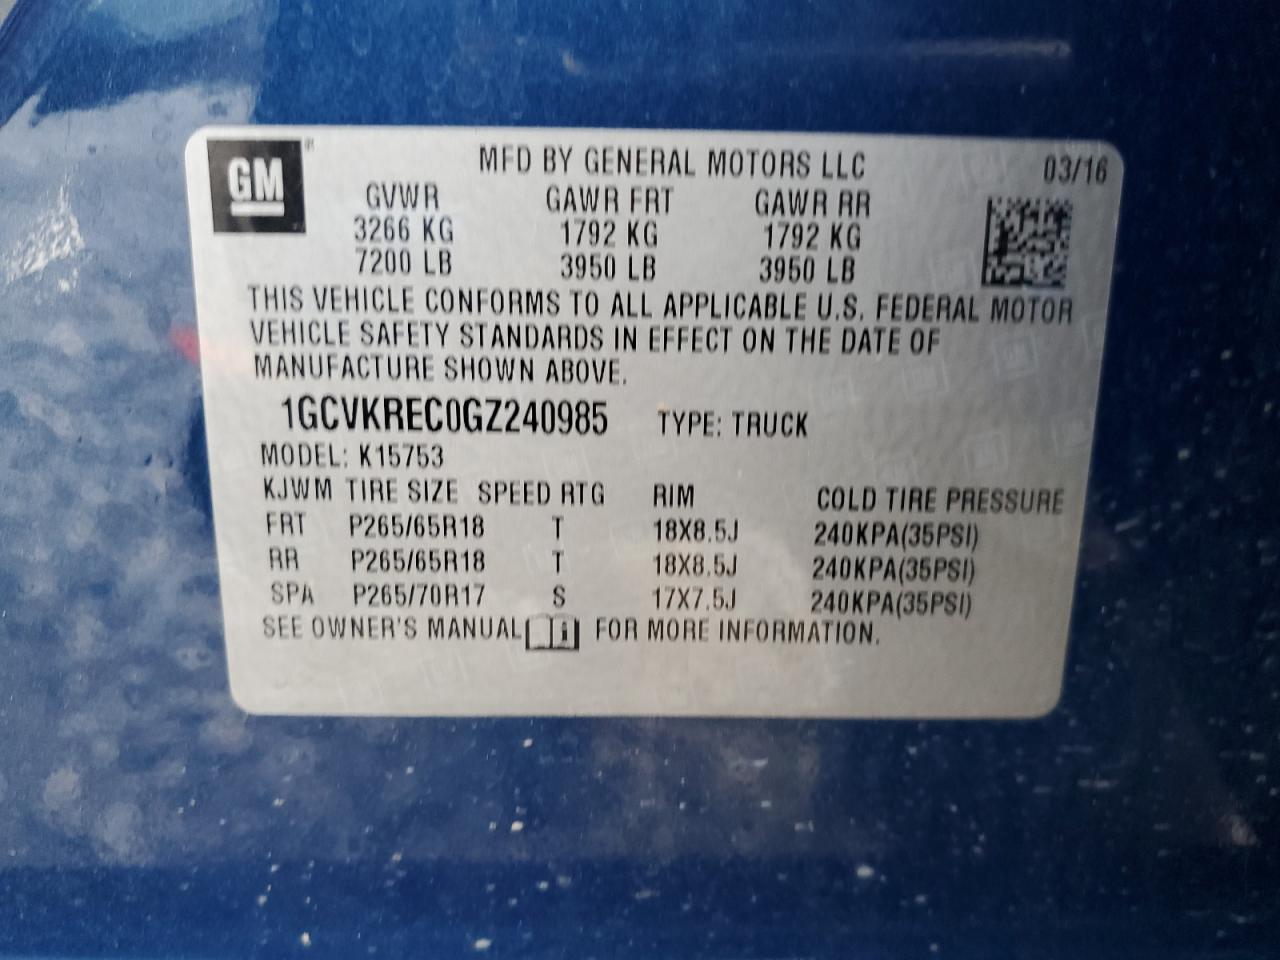 GM
MFD BY GENERAL MOTORS LLC 03/16
GVWR GAWR FRT GAWR RR
3266 KG 1792 KG 1792 KG
7200 LB 3950 LB 3950 LB
THIS VEHICLE CONFORMS TO ALL APPLICABLE U.S. FEDERAL MOTOR
VEHICLE SAFETY STANDARDS IN EFFECT ON THE DATE OF
MANUFACTURE SHOWN ABOVE.
1GCVKREC0GZ240985 TYPE: TRUCK
MODEL: K15753
KJWM TIRE SIZE SPEED RTG RIM COLD TIRE PRESSURE
FRT P265/65R18 T 18X8.5J 240KPA(35PSI)
RR P265/65R18 T 18X8.5J 240KPA(35PSI)
SPA P265/70R17 S 17X7.5J 240KPA(35PSI)
SEE OWNER'S MANUAL i FOR MORE INFORMATION.